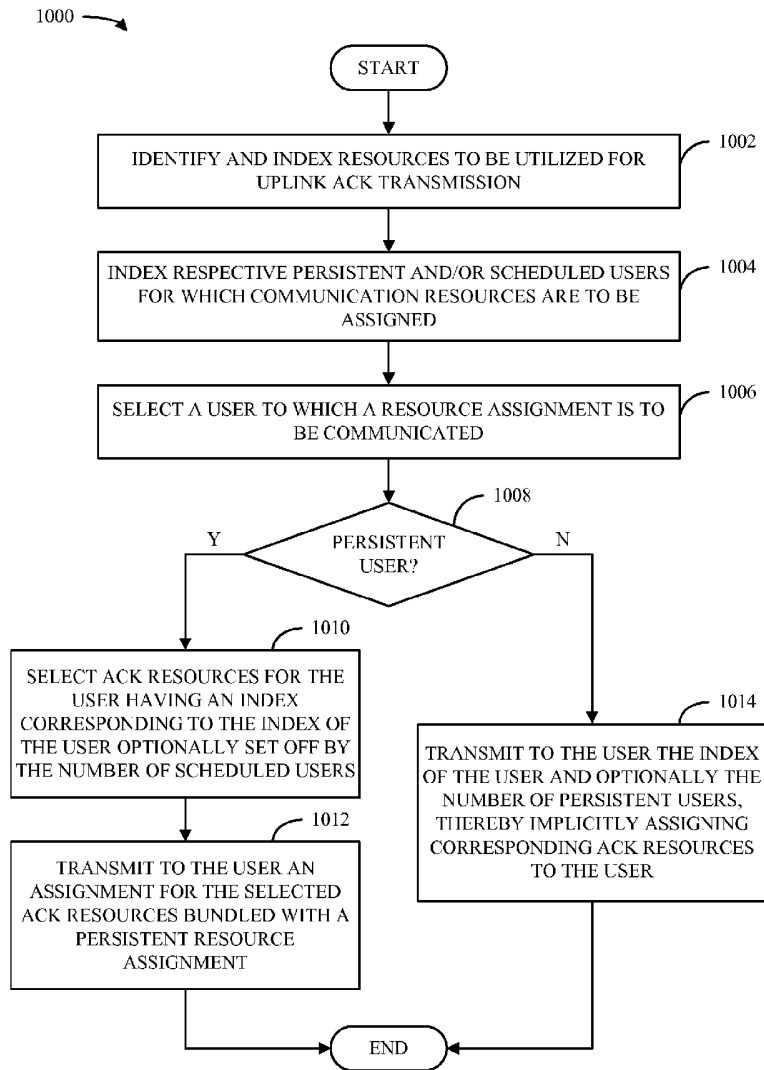 1000
START
1002
IDENTIFY AND INDEX RESOURCES TO BE UTILIZED FOR
UPLINK ACK TRANSMISSION
1004
INDEX RESPECTIVE PERSISTENT AND/OR SCHEDULED USERS
FOR WHICH COMMUNICATION RESOURCES ARE TO BE
ASSIGNED
1006
SELECT A USER TO WHICH A RESOURCE ASSIGNMENT IS TO
BE COMMUNICATED
1008
Y
PERSISTENT
USER?
N
1010
SELECT ACK RESOURCES FOR THE
USER HAVING AN INDEX
CORRESPONDING TO THE INDEX OF
THE USER OPTIONALLY SET OFF BY
THE NUMBER OF SCHEDULED USERS
1012
TRANSMIT TO THE USER AN
ASSIGNMENT FOR THE SELECTED
ACK RESOURCES BUNDLED WITH A
PERSISTENT RESOURCE
ASSIGNMENT
1014
TRANSMIT TO THE USER THE INDEX
OF THE USER AND OPTIONALLY THE
NUMBER OF PERSISTENT USERS,
THEREBY IMPLICITLY ASSIGNING
CORRESPONDING ACK RESOURCES
TO THE USER
END